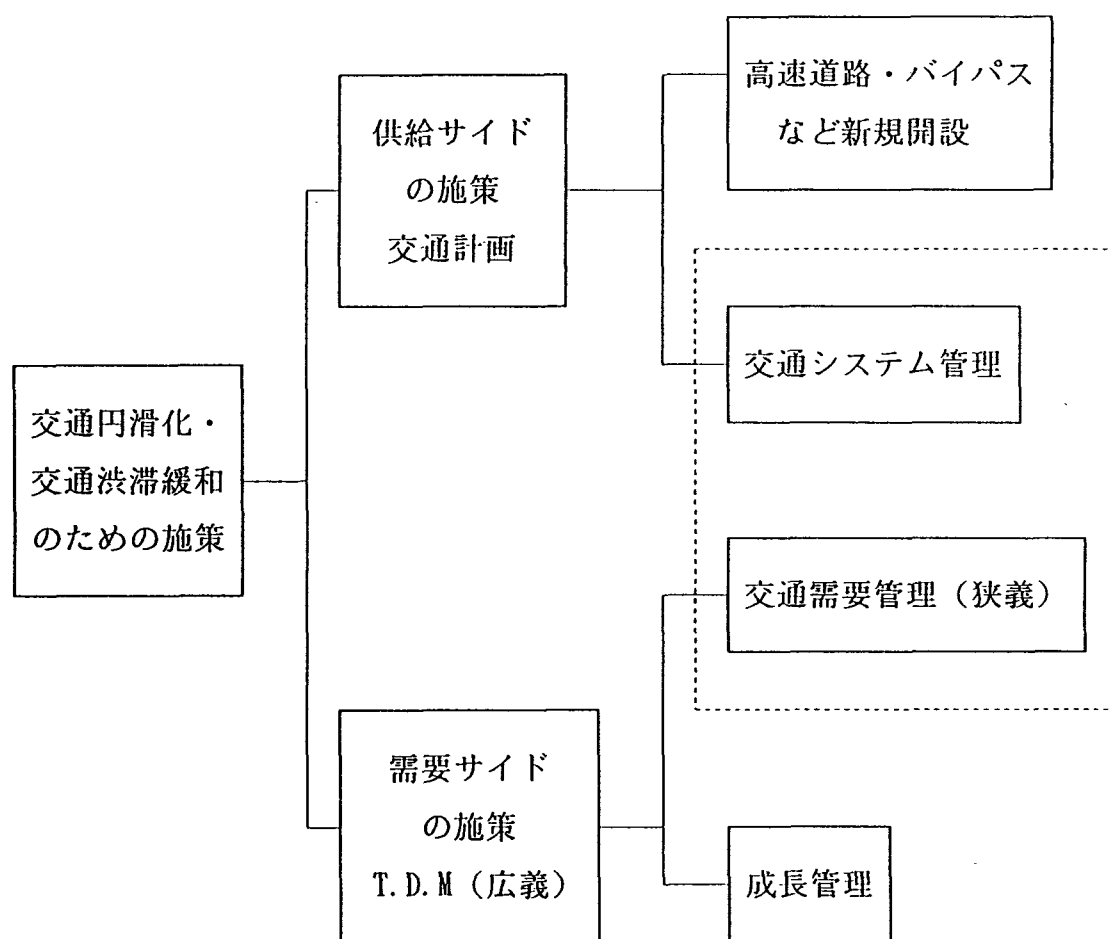 高速道路・バイパス
など新規開設
供給サイド
の施策
交通計画
交通システム管理
交通円滑化・
交通渋滞緩和
のための施策
交通需要管理（狭義）
需要サイド
の施策
T.D.M（広義）
成長管理